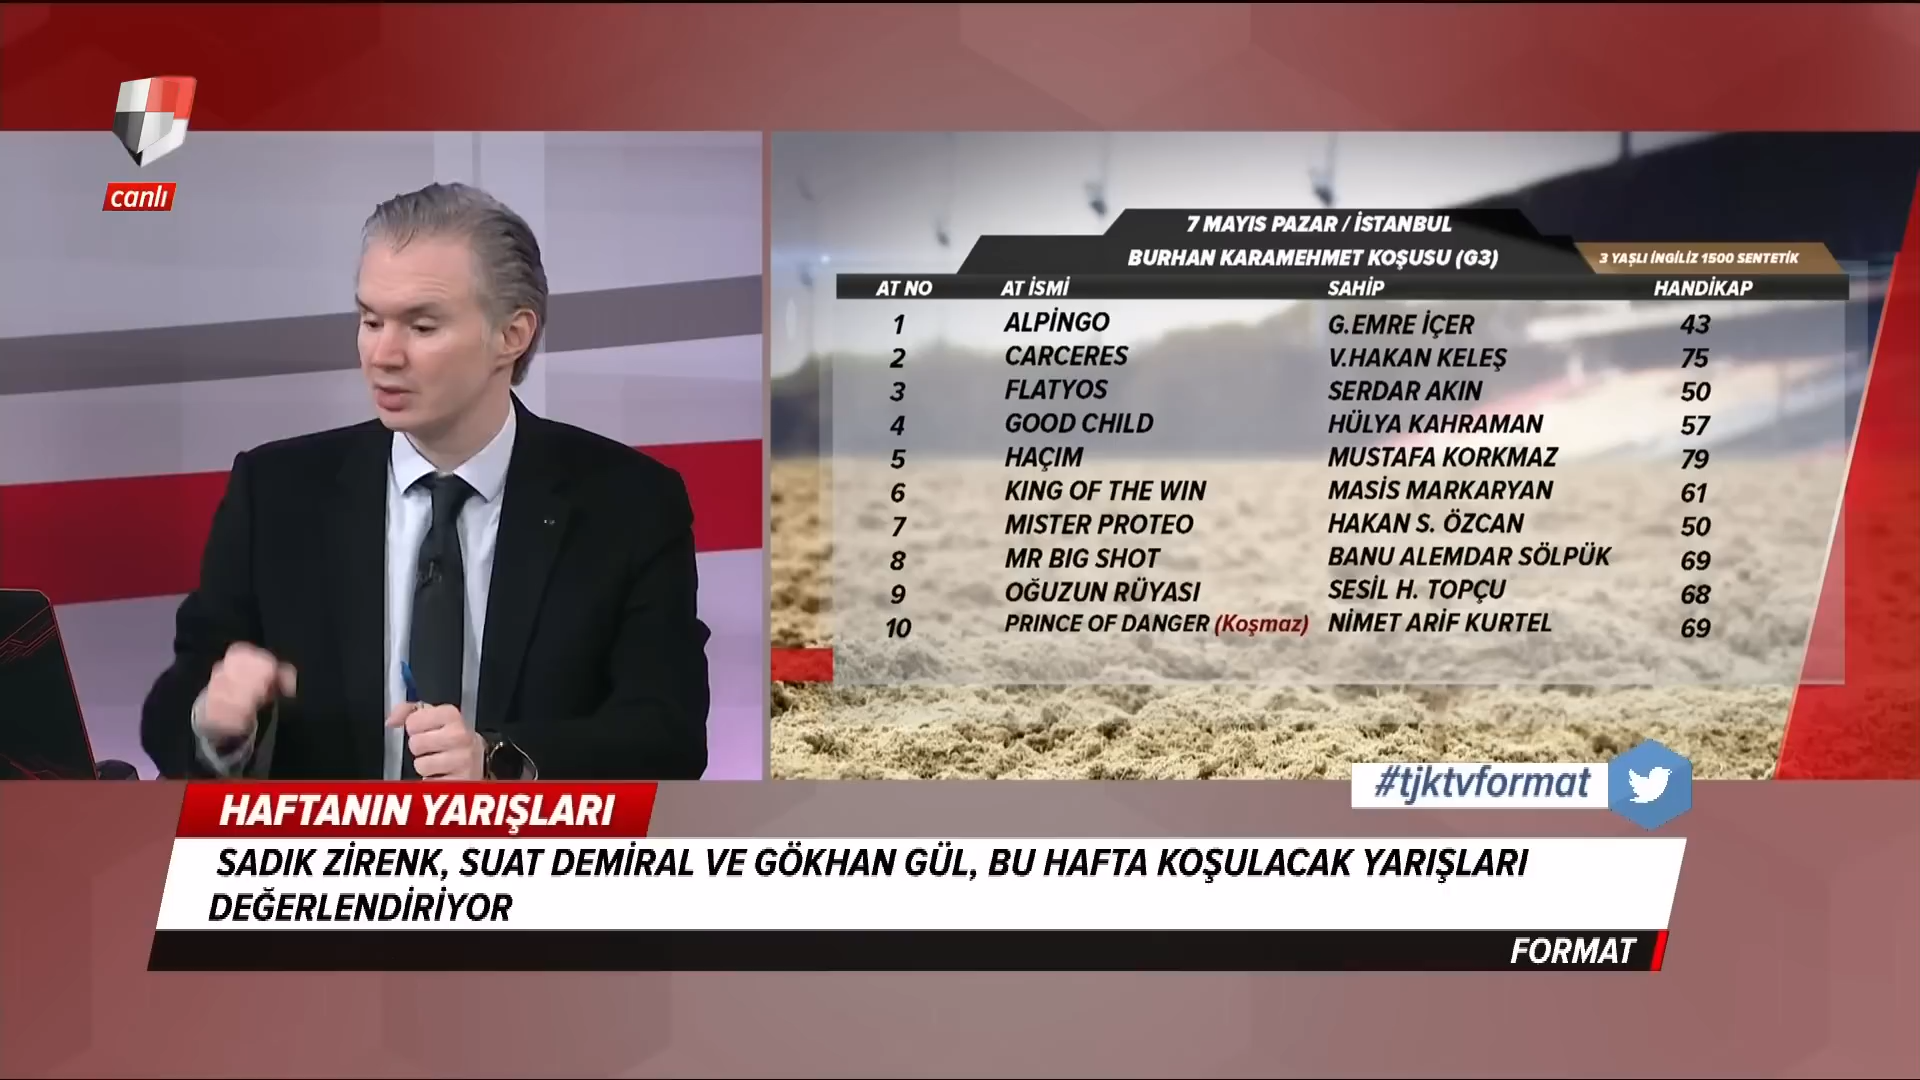 canlı
7 MAYIS PAZAR / İSTANBUL
BURHAN KARAMEHMET KOŞUSU (G3)
3 YAŞLI İNGİLİZ 1500 SENTETİK
AT NO AT İSMİ SAHİP HANDİKAP
1 ALPİNGO G.EMRE İÇER 43
2 CARCERES V.HAKAN KELEŞ 75
3 FLATYOS SERDAR AKIN 50
4 GOOD CHILD HÜLYA KAHRAMAN 57
5 HAÇIM MUSTAFA KORKMAZ 79
6 KING OF THE WIN MASİS MARKARYAN 61
7 MISTER PROTEO HAKAN S. ÖZCAN 50
8 MR BIG SHOT BANU ALEMDAR SÖLPÜK 69
9 OĞUZUN RÜYASI SESİL H. TOPÇU 68
10 PRINCE OF DANGER (Koşmaz) NİMET ARİF KURTEL 69
#tjktvformat
HAFTANIN YARIŞLARI
SADIK ZİRENK, SUAT DEMİRAL VE GÖKHAN GÜL, BU HAFTA KOŞULACAK YARIŞLARI
DEĞERLENDİRİYOR
FORMAT